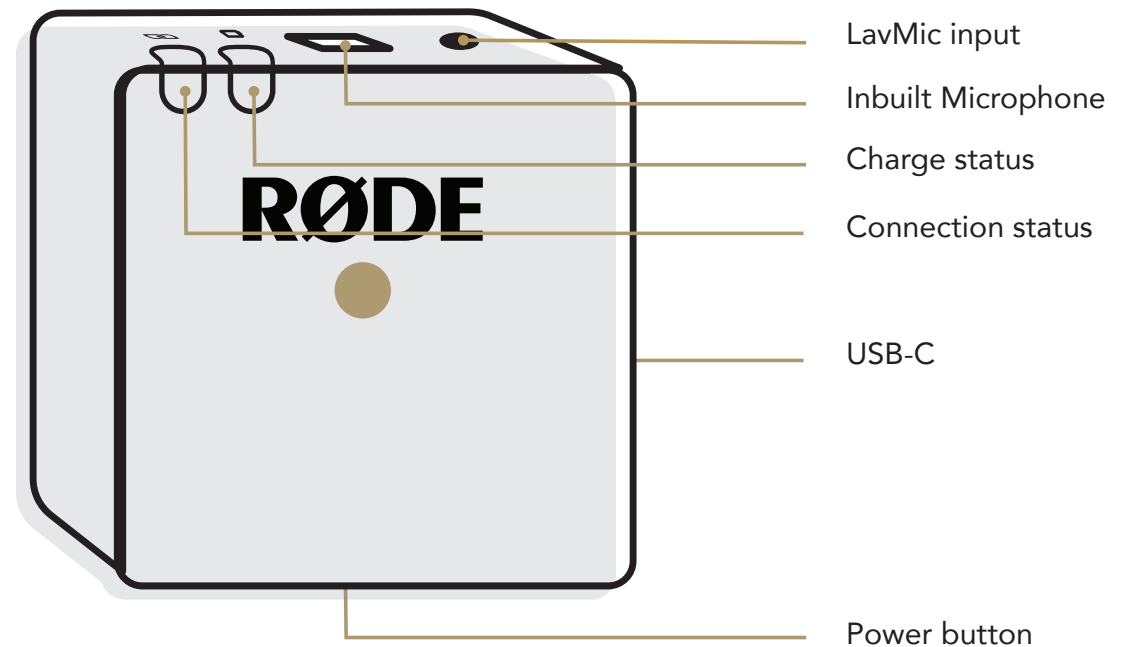 LavMic input
Inbuilt Microphone
Charge status
RØDE
Connection status
USB-C
Power button